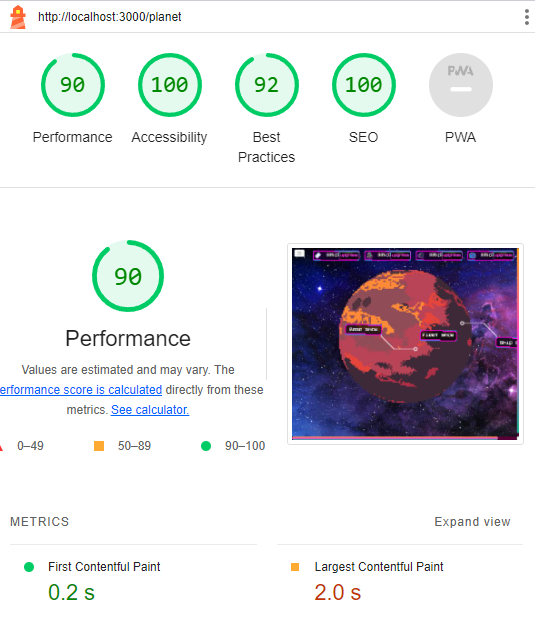 http://localhost:3000/planet
90
100
92
100
PWA
Performance
Accessibility
Best
Practices
SEO
PWA
90
Performance
Values are estimated and may vary. The
erformance score is calculated directly from these
metrics. See calculator.
0–49
50–89
90–100
PLANET
METRICS
Expand view
First Contentful Paint
0.2 s
Largest Contentful Paint
2.0 s